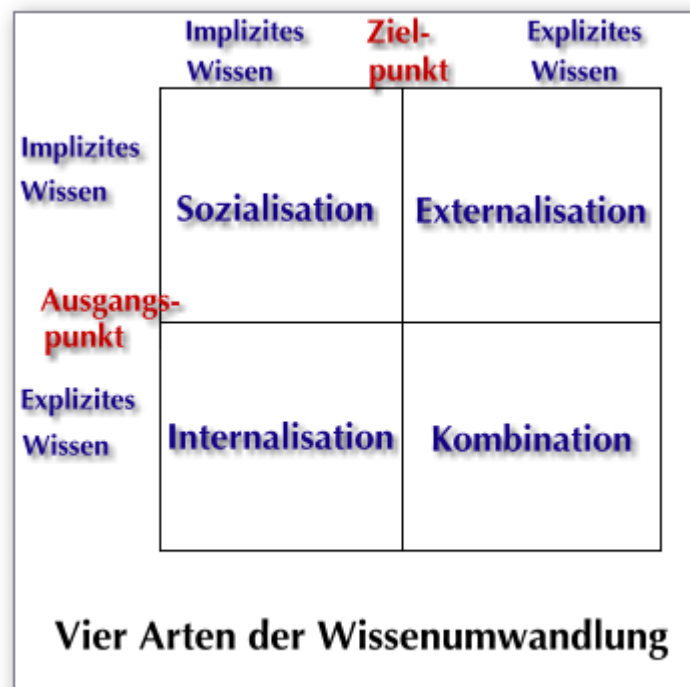 Implizites Ziel- Explizites
Wissen punkt Wissen
Implizites
Wissen
Sozialisation Externalisation
Ausgangs-
punkt
Explizites
Wissen
Internalisation Kombination
Vier Arten der Wissenumwandlung